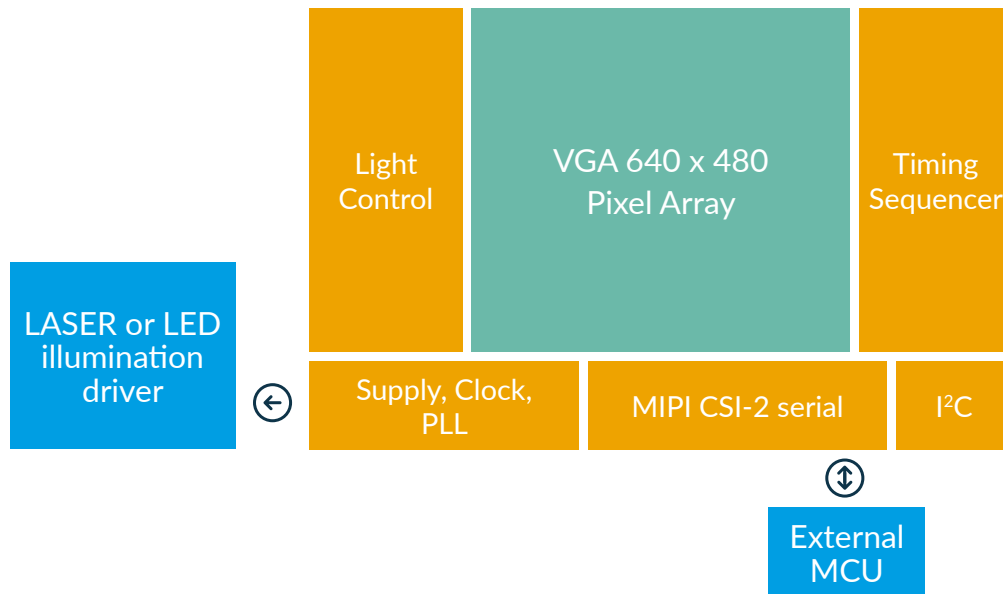 Light
Control
VGA 640 x 480
Pixel Array
Timing
Sequencer
LASER or LED
illumination
driver
Supply, Clock,
PLL
MIPI CSI-2 serial
I²C
External
MCU